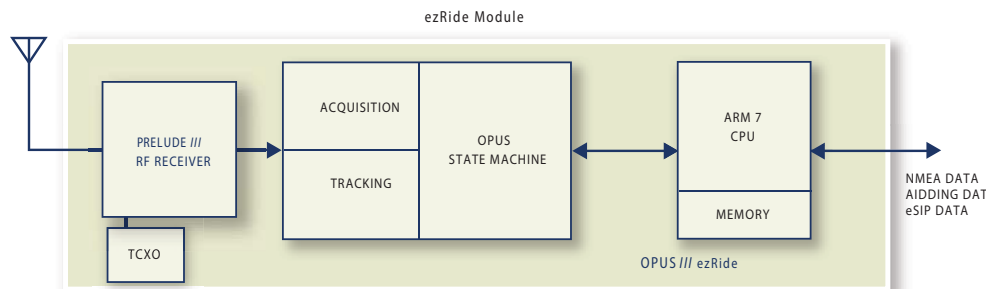 ezRide Module
PRELUDE III
RF RECEIVER
TCXO
ACQUISITION
TRACKING
OPUS
STATE MACHINE
ARM 7
CPU
MEMORY
OPUS III ezRide
NMEA DATA
AIDDING DAT
eSIP DATA